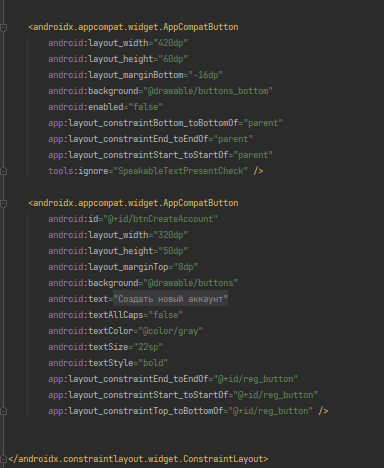 <androidx.appcompat.widget.AppCompatButton
android:layout_width="420dp"
android:layout_height="60dp"
android:layout_marginBottom="-16dp"
android:background="@drawable/buttons_bottom"
android:enabled="false"
app:layout_constraintBottom_toBottomOf="parent"
app:layout_constraintEnd_toEndOf="parent"
app:layout_constraintStart_toStartOf="parent"
tools:ignore="SpeakableTextPresentCheck" />
<androidx.appcompat.widget.AppCompatButton
android:id="@+id/btnCreateAccount"
android:layout_width="320dp"
android:layout_height="50dp"
android:layout_marginTop="8dp"
android:background="@drawable/buttons"
android:text="Создать новый аккаунт"
android:textAllCaps="false"
android:textColor="@color/gray"
android:textSize="22sp"
android:textStyle="bold"
app:layout_constraintEnd_toEndOf="@+id/reg_button"
app:layout_constraintStart_toStartOf="@+id/reg_button"
app:layout_constraintTop_toBottomOf="@+id/reg_button" />
</androidx.constraintlayout.widget.ConstraintLayout>